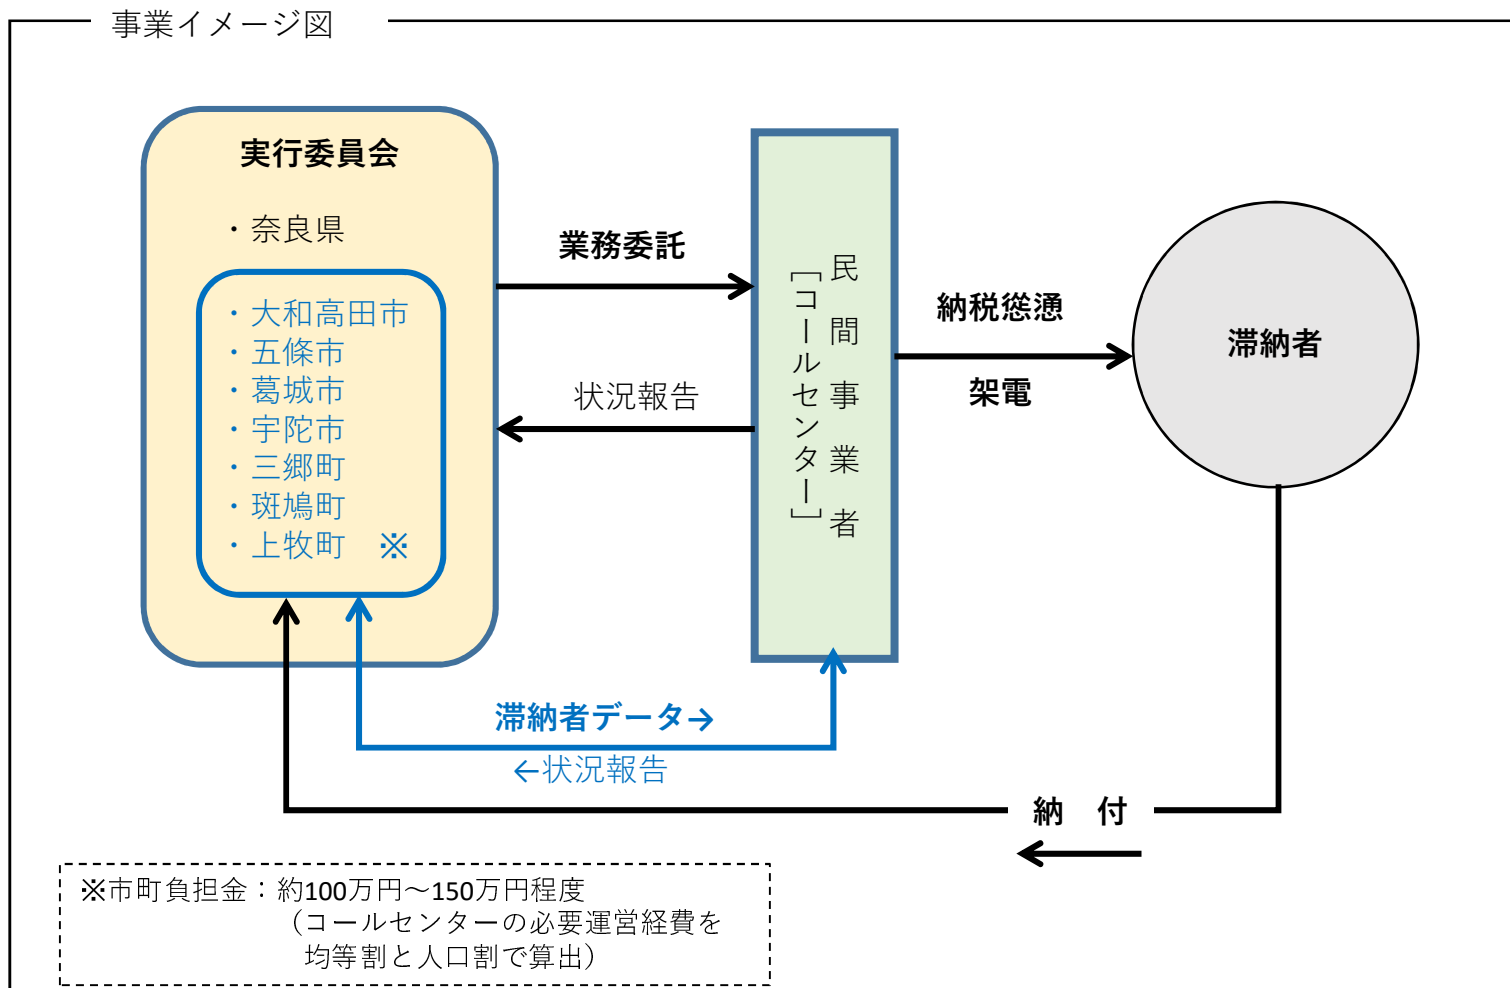 事業イメージ図
実行委員会
・奈良県
・大和高田市
・五條市
・葛城市
・宇陀市
・三郷町
・斑鳩町
・上牧町　※
業務委託
状況報告
民間事業者
［コールセンター］
納税慫慂
架電
滞納者
滞納者データ→
←状況報告
納　付
※市町負担金：約100万円～150万円程度
（コールセンターの必要運営経費を
均等割と人口割で算出）